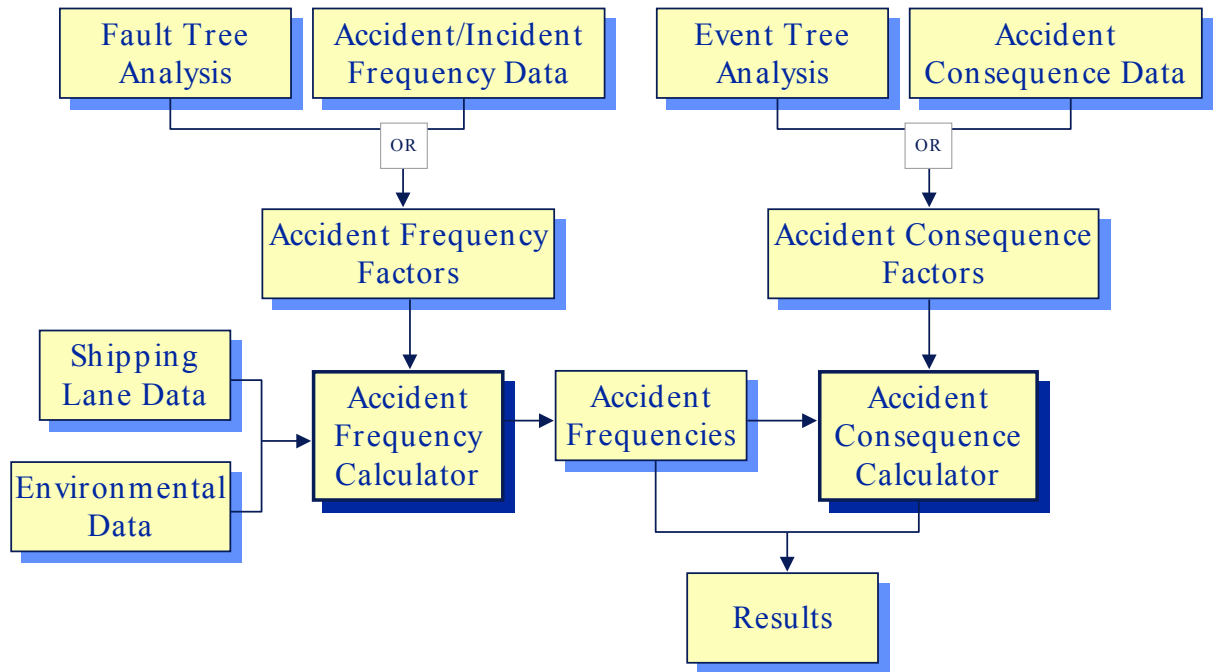 Fault Tree
Analysis
Accident/Incident
Frequency Data
Event Tree
Analysis
Accident
Consequence Data
OR
OR
Accident Frequency
Factors
Accident Consequence
Factors
Shipping
Lane Data
Environmental
Data
Accident
Frequency
Calculator
Accident
Frequencies
Accident
Consequence
Calculator
Results